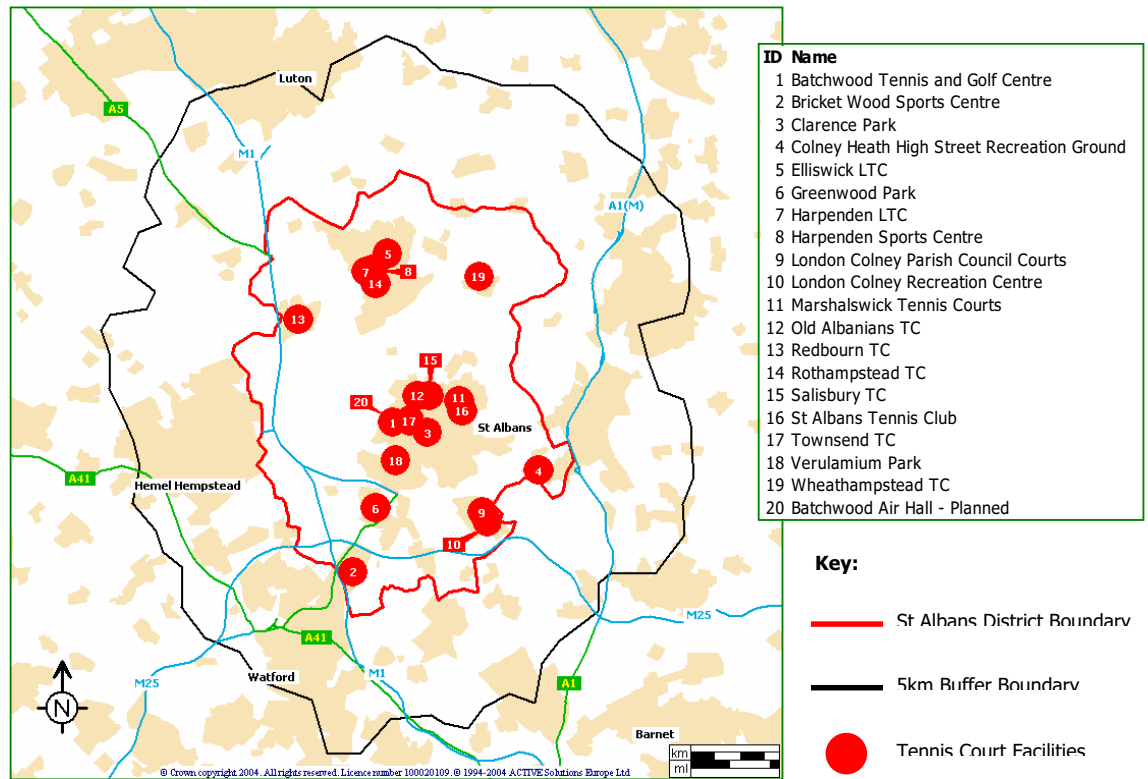 Luton
A5
M1
A1(M)
5
7
8
14
19
13
15
12
11
16
20
1
17
3
St Albans
18
4
A41
Hemel Hempstead
6
9
10
2
M25
A41
Watford
M1
M25
A1
N
Barnet
km
ml
© Crown copyright 2004. All rights reserved. Licence number 100020109. © 1994-2004 ACTIVE Solutions Europe Ltd
ID Name
1 Batchwood Tennis and Golf Centre
2 Bricket Wood Sports Centre
3 Clarence Park
4 Colney Heath High Street Recreation Ground
5 Elliswick LTC
6 Greenwood Park
7 Harpenden LTC
8 Harpenden Sports Centre
9 London Colney Parish Council Courts
10 London Colney Recreation Centre
11 Marshalswick Tennis Courts
12 Old Albanians TC
13 Redbourn TC
14 Rothampstead TC
15 Salisbury TC
16 St Albans Tennis Club
17 Townsend TC
18 Verulamium Park
19 Wheathampstead TC
20 Batchwood Air Hall - Planned
Key:
St Albans District Boundary
5km Buffer Boundary
Tennis Court Facilities